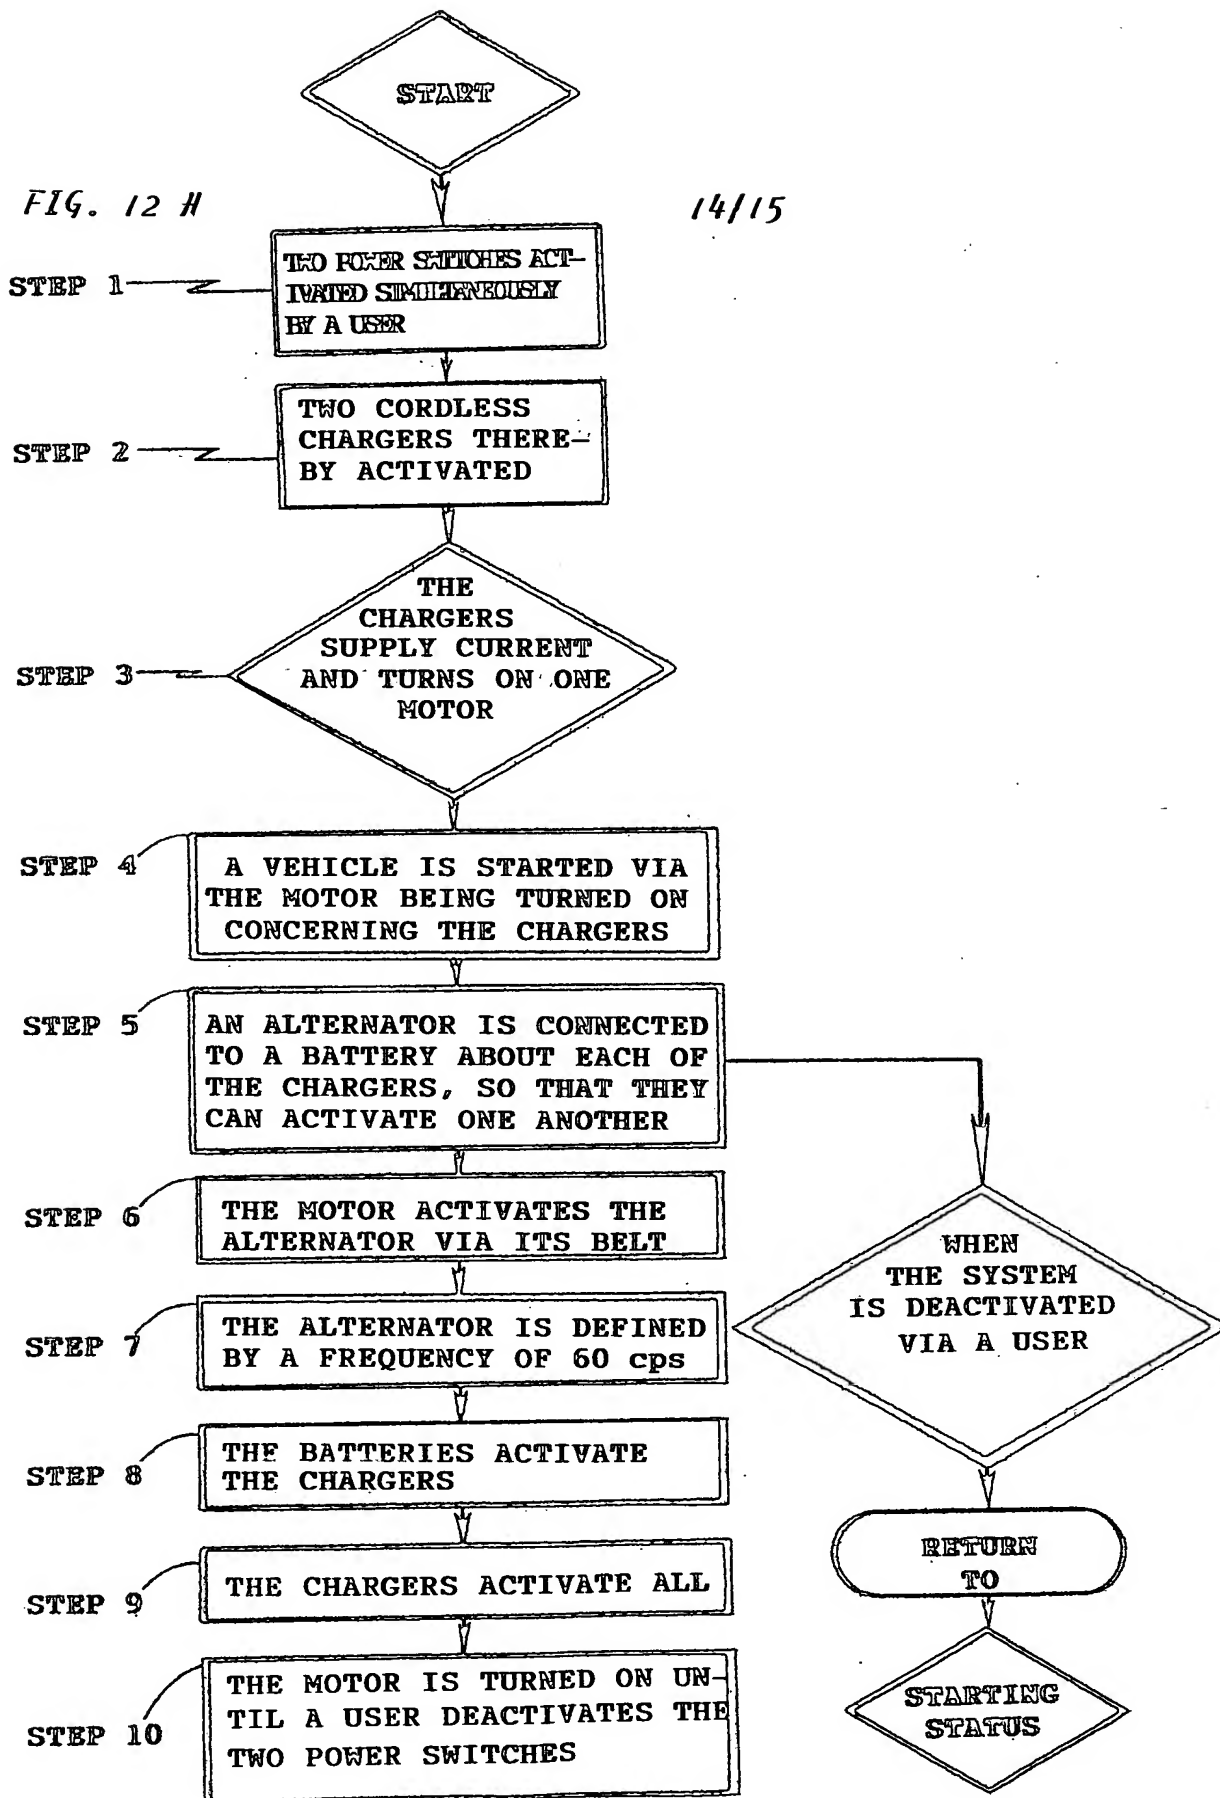 START
FIG. 12 H
14/15
STEP 1
TWO POWER SWITCHES ACT-
IVATED SIMULTANEOUSLY
BY A USER
STEP 2
TWO CORDLESS
CHARGERS THERE-
BY ACTIVATED
STEP 3
THE
CHARGERS
SUPPLY CURRENT
AND TURNS ON ONE
MOTOR
STEP 4
A VEHICLE IS STARTED VIA
THE MOTOR BEING TURNED ON
CONCERNING THE CHARGERS
STEP 5
AN ALTERNATOR IS CONNECTED
TO A BATTERY ABOUT EACH OF
THE CHARGERS, SO THAT THEY
CAN ACTIVATE ONE ANOTHER
STEP 6
THE MOTOR ACTIVATES THE
ALTERNATOR VIA ITS BELT
STEP 7
THE ALTERNATOR IS DEFINED
BY A FREQUENCY OF 60 cps
STEP 8
THE BATTERIES ACTIVATE
THE CHARGERS
STEP 9
THE CHARGERS ACTIVATE ALL
STEP 10
THE MOTOR IS TURNED ON UN-
TIL A USER DEACTIVATES THE
TWO POWER SWITCHES
WHEN
THE SYSTEM
IS DEACTIVATED
VIA A USER
RETURN
TO
STARTING
STATUS